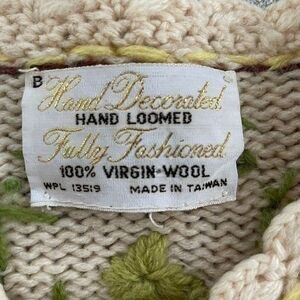 B
Hand Decorated
HAND LOOMED
Fully Fashioned
100% VIRGIN-WOOL
WPL 13519 MADE IN TAIWAN